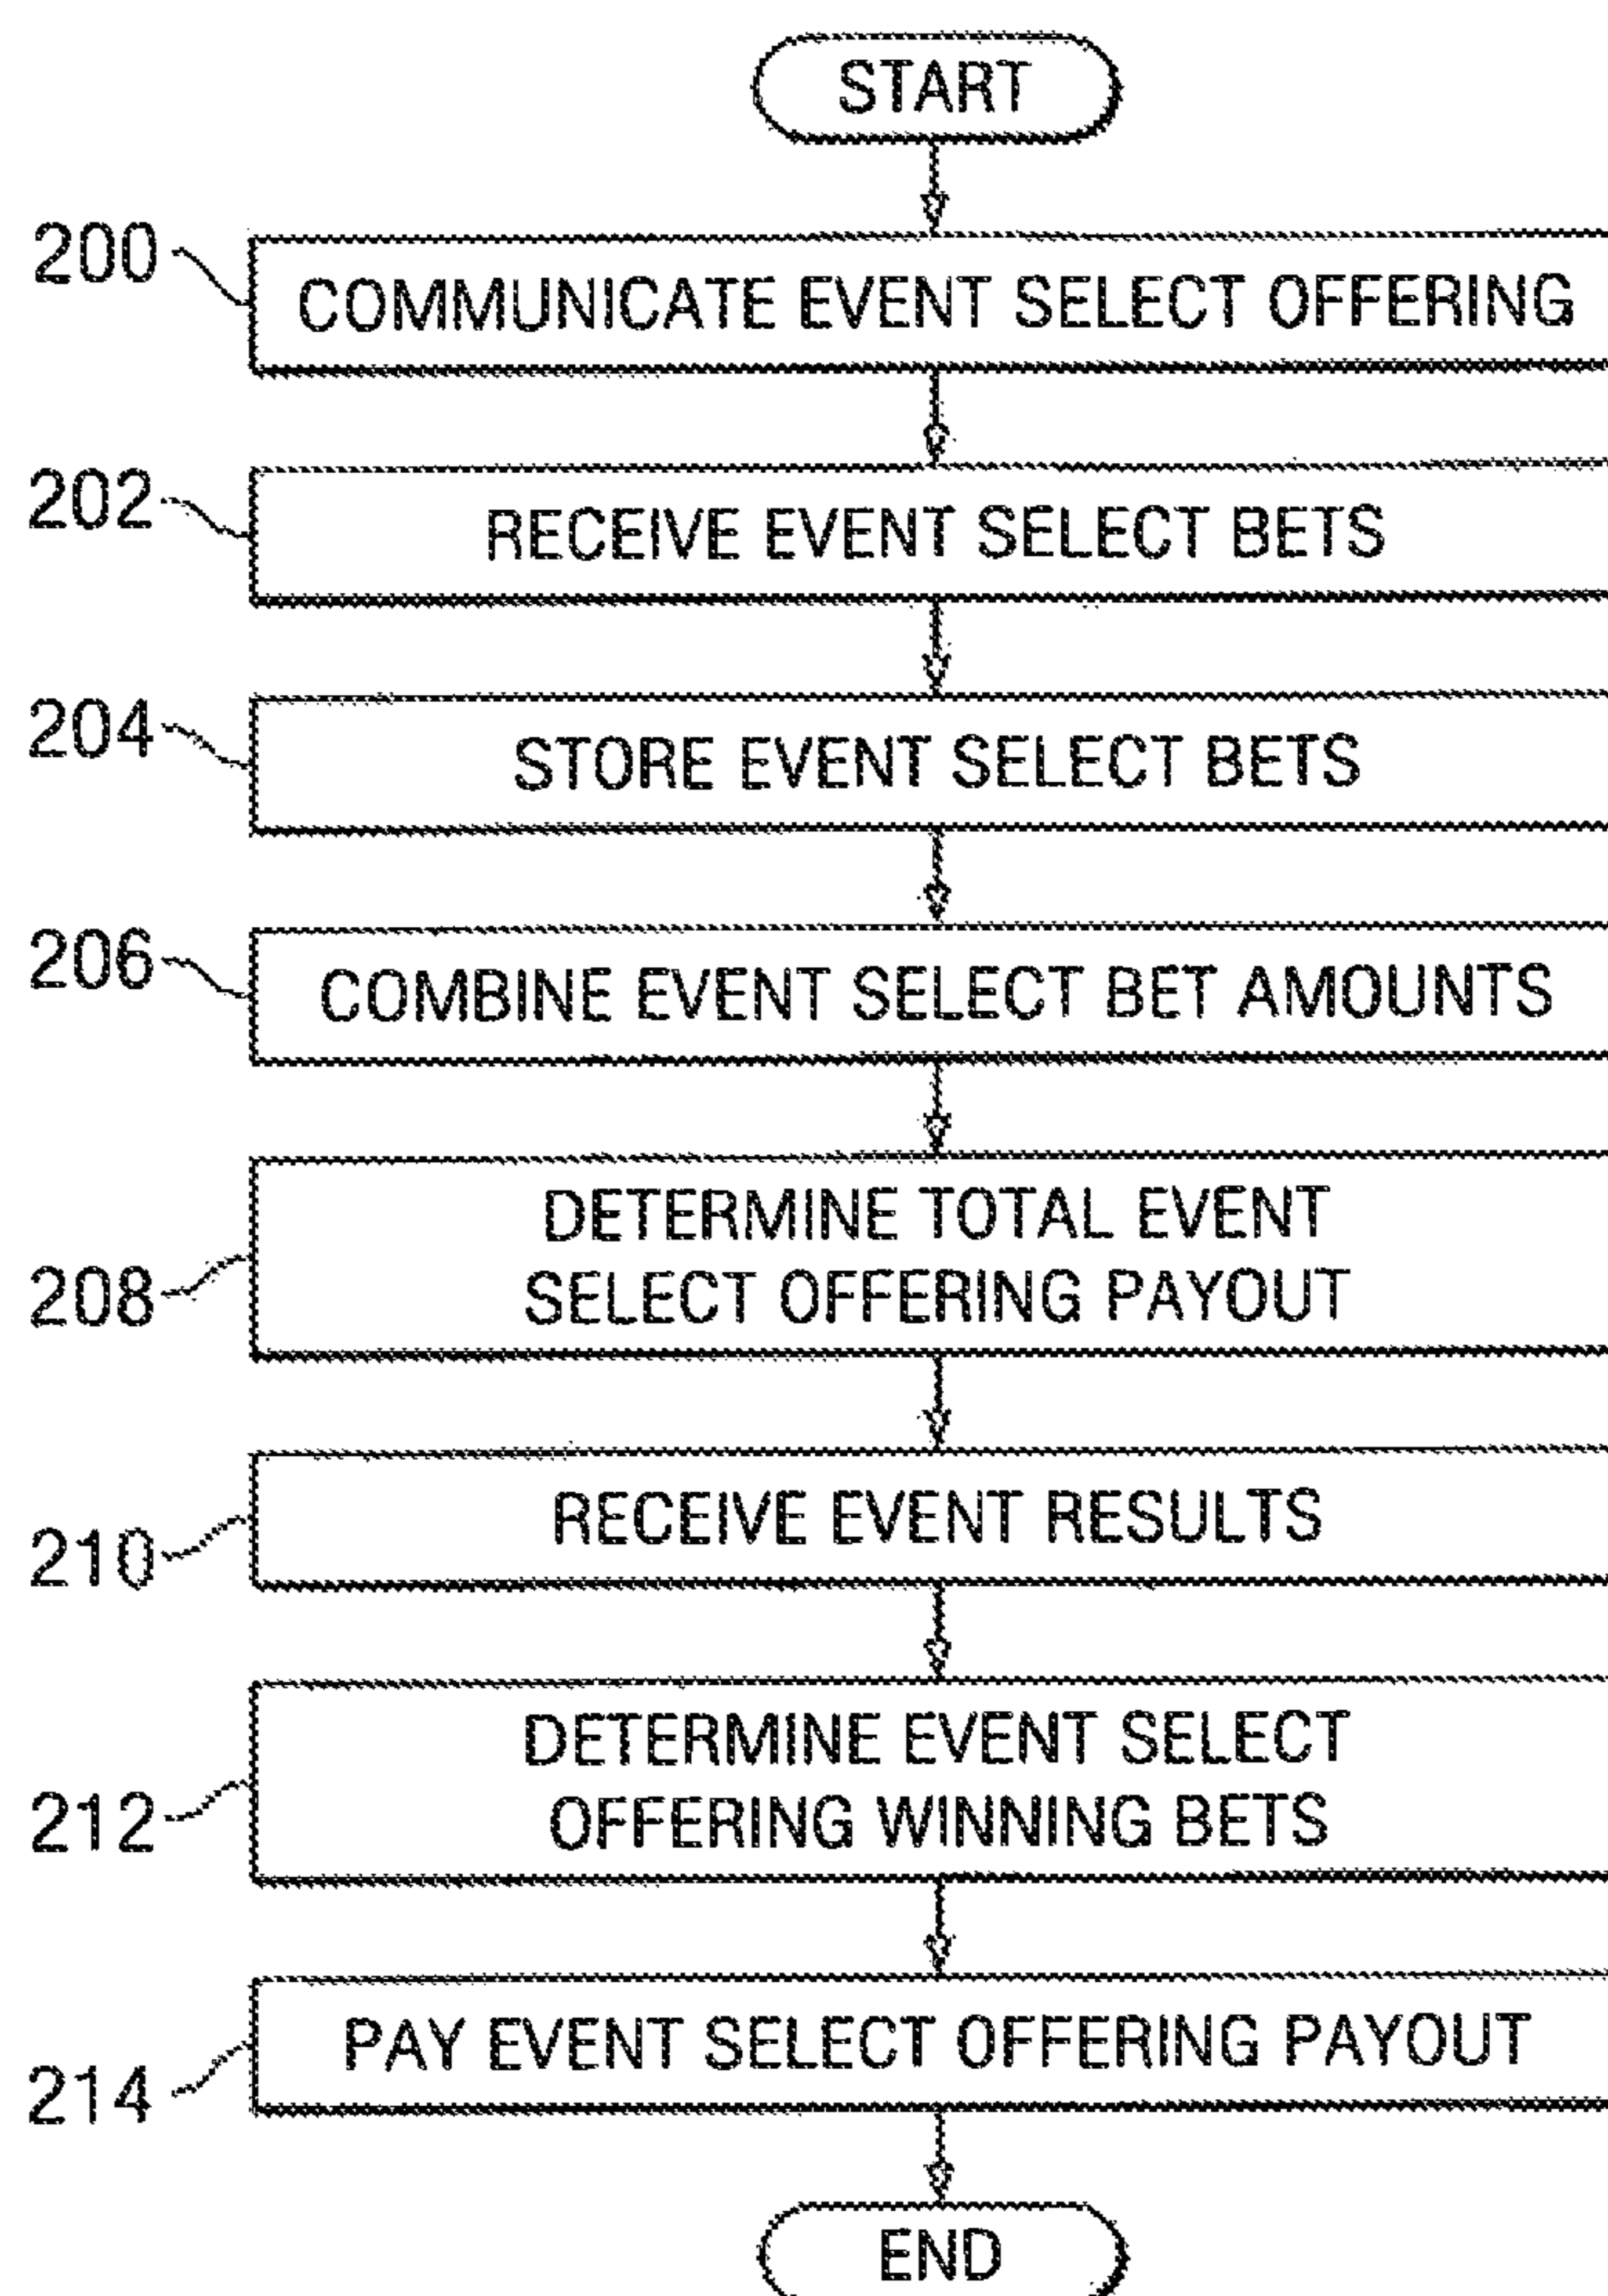 START
200
COMMUNICATE EVENT SELECT OFFERING
202
RECEIVE EVENT SELECT BETS
204
STORE EVENT SELECT BETS
206
COMBINE EVENT SELECT BET AMOUNTS
208
DETERMINE TOTAL EVENT
SELECT OFFERING PAYOUT
210
RECEIVE EVENT RESULTS
212
DETERMINE EVENT SELECT
OFFERING WINNING BETS
214
PAY EVENT SELECT OFFERING PAYOUT
END